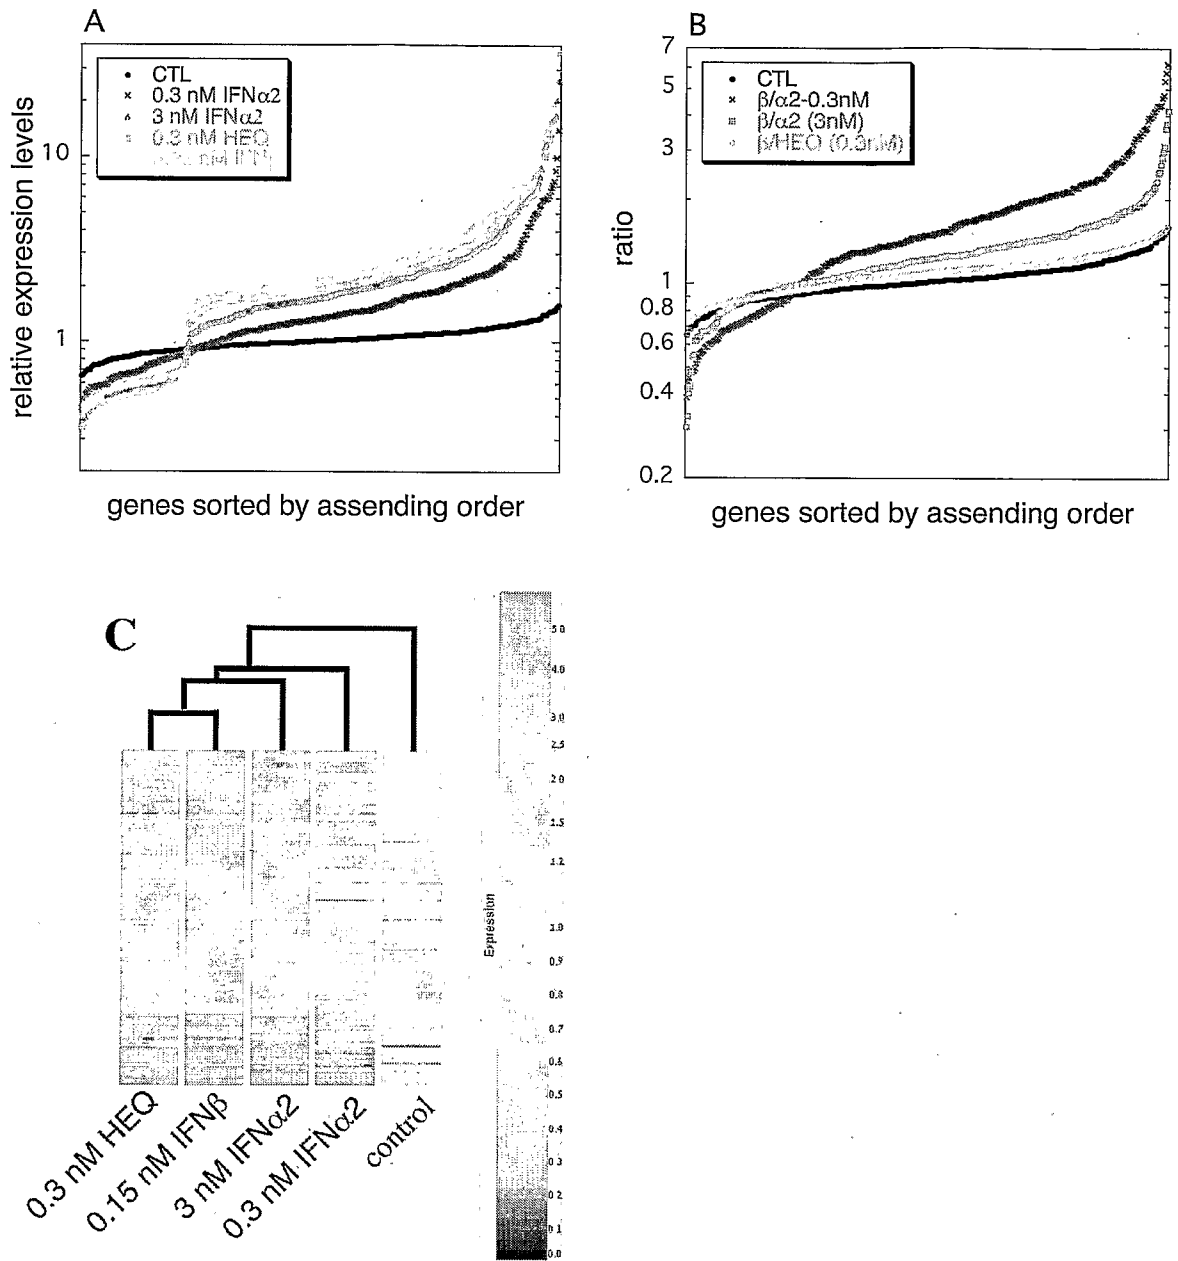 A
relative expression levels
10
1
CTL
0.3 nM IFNα2
3 nM IFNα2
0.3 nM HEQ
genes sorted by assending order
B
ratio
7
5
3
1
0.8
0.6
0.4
0.2
CTL
β/α2-0.3nM
β/α2 (3nM)
β/HEQ (0.3nM)
genes sorted by assending order
C
0.3 nM HEQ
0.15 nM IFNβ
3 nM IFNα2
0.3 nM IFNα2
control
Expression
5.0
4.0
3.0
2.5
2.0
1.5
1.2
1.0
0.9
0.8
0.7
0.6
0.5
0.4
0.3
0.2
0.1
0.0